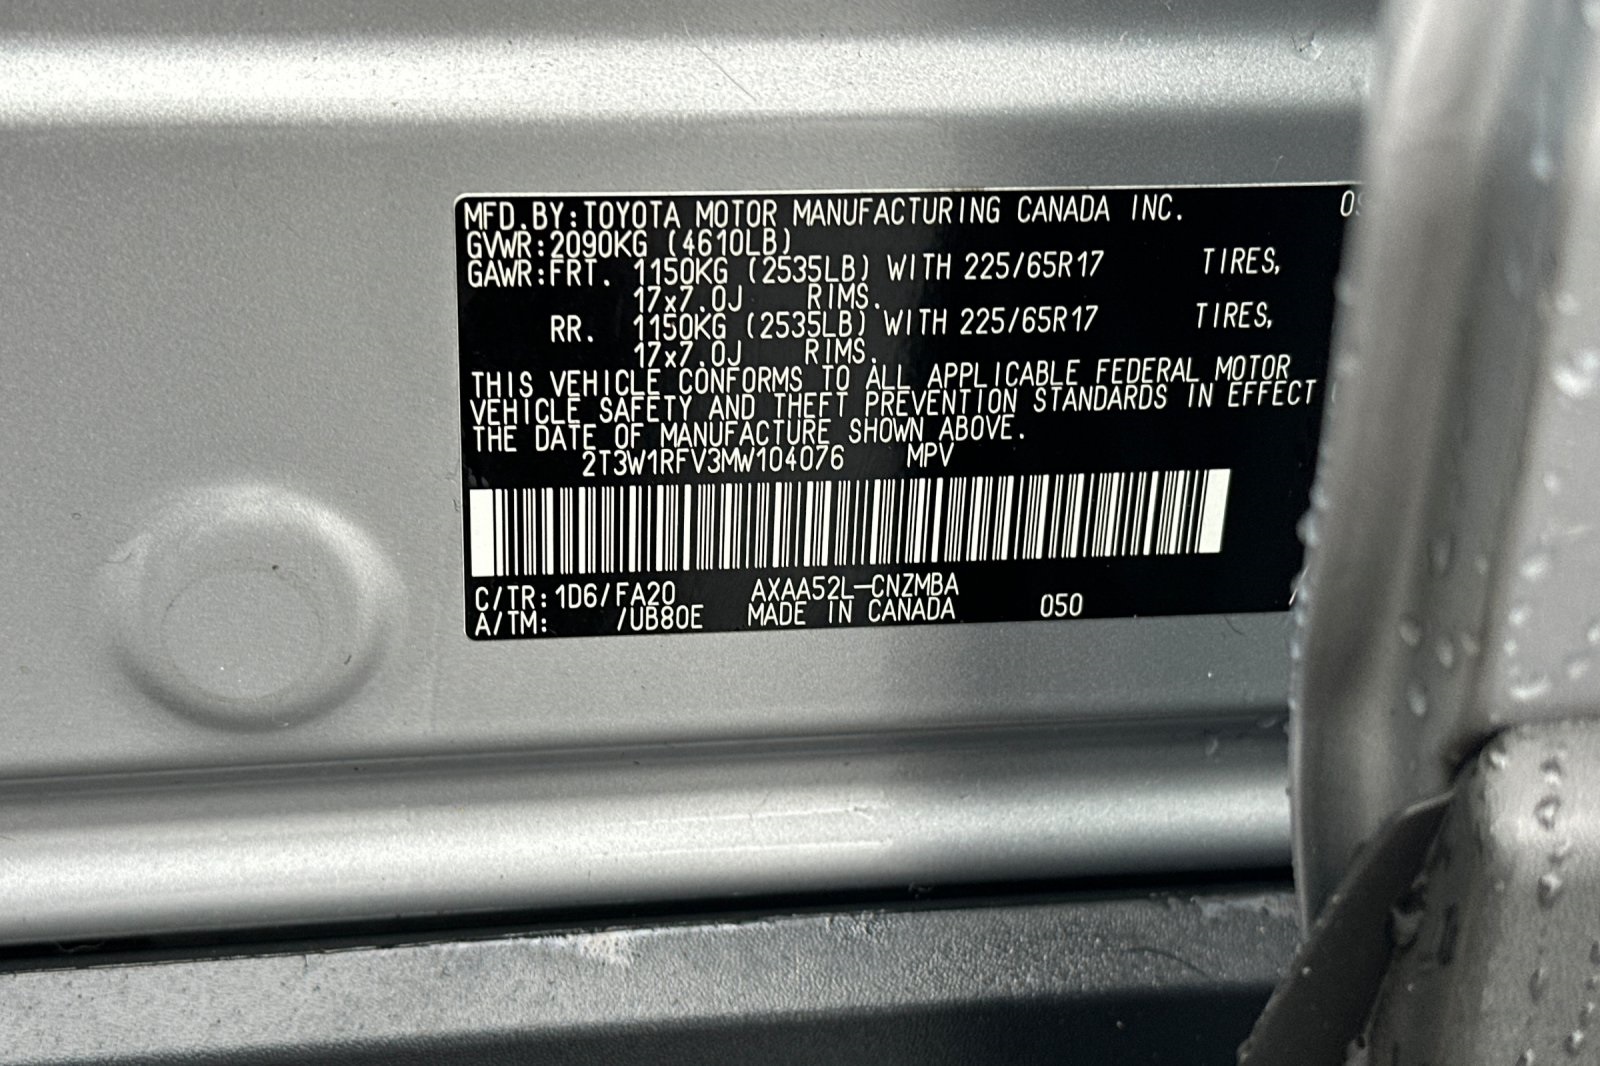 MFD.BY:TOYOTA MOTOR MANUFACTURING CANADA INC.
GVWR:2090KG (4610LB)
GAWR:FRT. 1150KG (2535LB) WITH 225/65R17 TIRES,
17x7.0J RIMS.
RR. 1150KG (2535LB) WITH 225/65R17 TIRES,
17x7.0J RIMS.
THIS VEHICLE CONFORMS TO ALL APPLICABLE FEDERAL MOTOR
VEHICLE SAFETY AND THEFT PREVENTION STANDARDS IN EFFECT
THE DATE OF MANUFACTURE SHOWN ABOVE.
2T3W1RFV3MW104076 MPV
C/TR:1D6/FA20 AXAA52L-CNZMBA
A/TM: /UB80E MADE IN CANADA 050